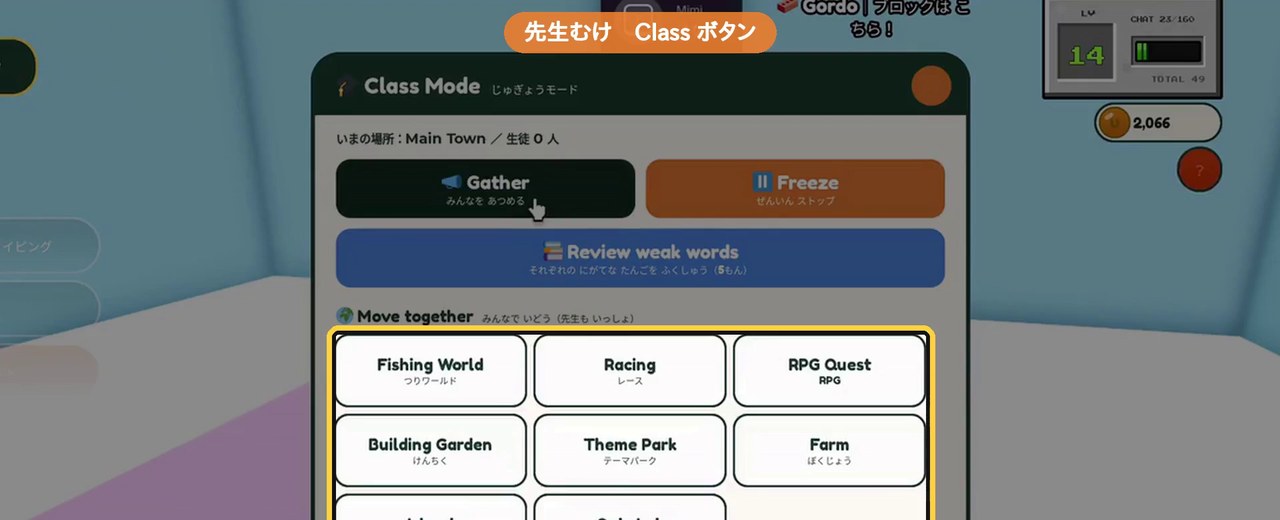 先生むけ　Class ボタン
Mimi
Gordo | ブロックは こ
ちら！
LV
14
CHAT 23/160
TOTAL 49
2,066
?
Class Mode じゅぎょうモード
いまの場所：Main Town ／ 生徒 0 人
Gather
みんなを あつめる
Freeze
ぜんいん ストップ
Review weak words
それぞれの にがてな たんごを ふくしゅう（5もん）
イピング
Move together みんなで いどう（先生も いっしょ）
Fishing World
つりワールド
Racing
レース
RPG Quest
RPG
Building Garden
けんちく
Theme Park
テーマパーク
Farm
ぼくじょう